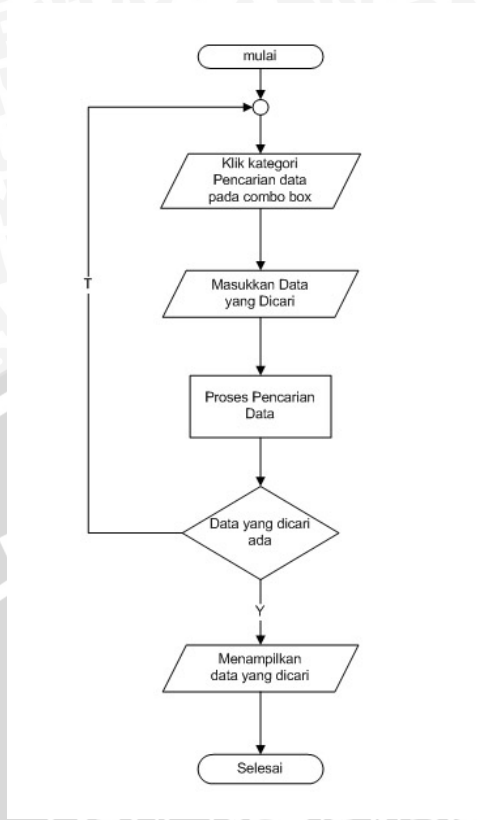 mulai
Klik kategori
Pencarian data
pada combo box
T
Masukkan Data
yang Dicari
Proses Pencarian
Data
Data yang dicari
ada
Y
Menampilkan
data yang dicari
Selesai